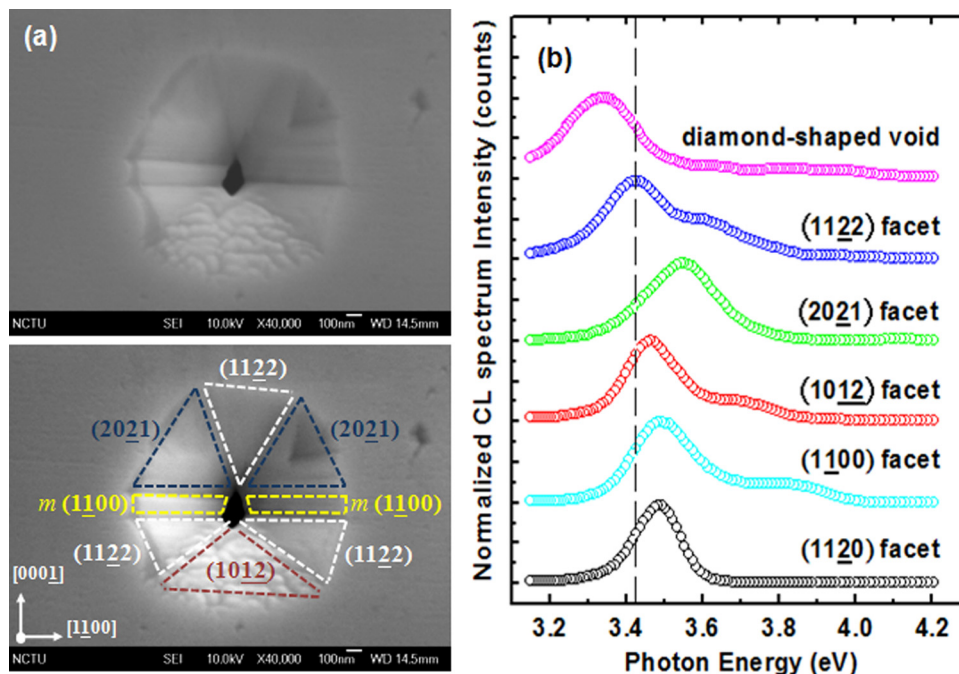 (a)
NCTU SEI 10.0kV X40,000 100nm WD 14.5mm
(1122)
(2021) (2021)
m (1100) m (1100)
(1122) (1122)
(1012)
[0001]
[1100]
NCTU SEI 10.0kV X40,000 100nm WD 14.5mm
(b)
Normalized CL spectrum Intensity (counts)
diamond-shaped void
(1122) facet
(2021) facet
(1012) facet
(1100) facet
(1120) facet
3.2 3.4 3.6 3.8 4.0 4.2
Photon Energy (eV)